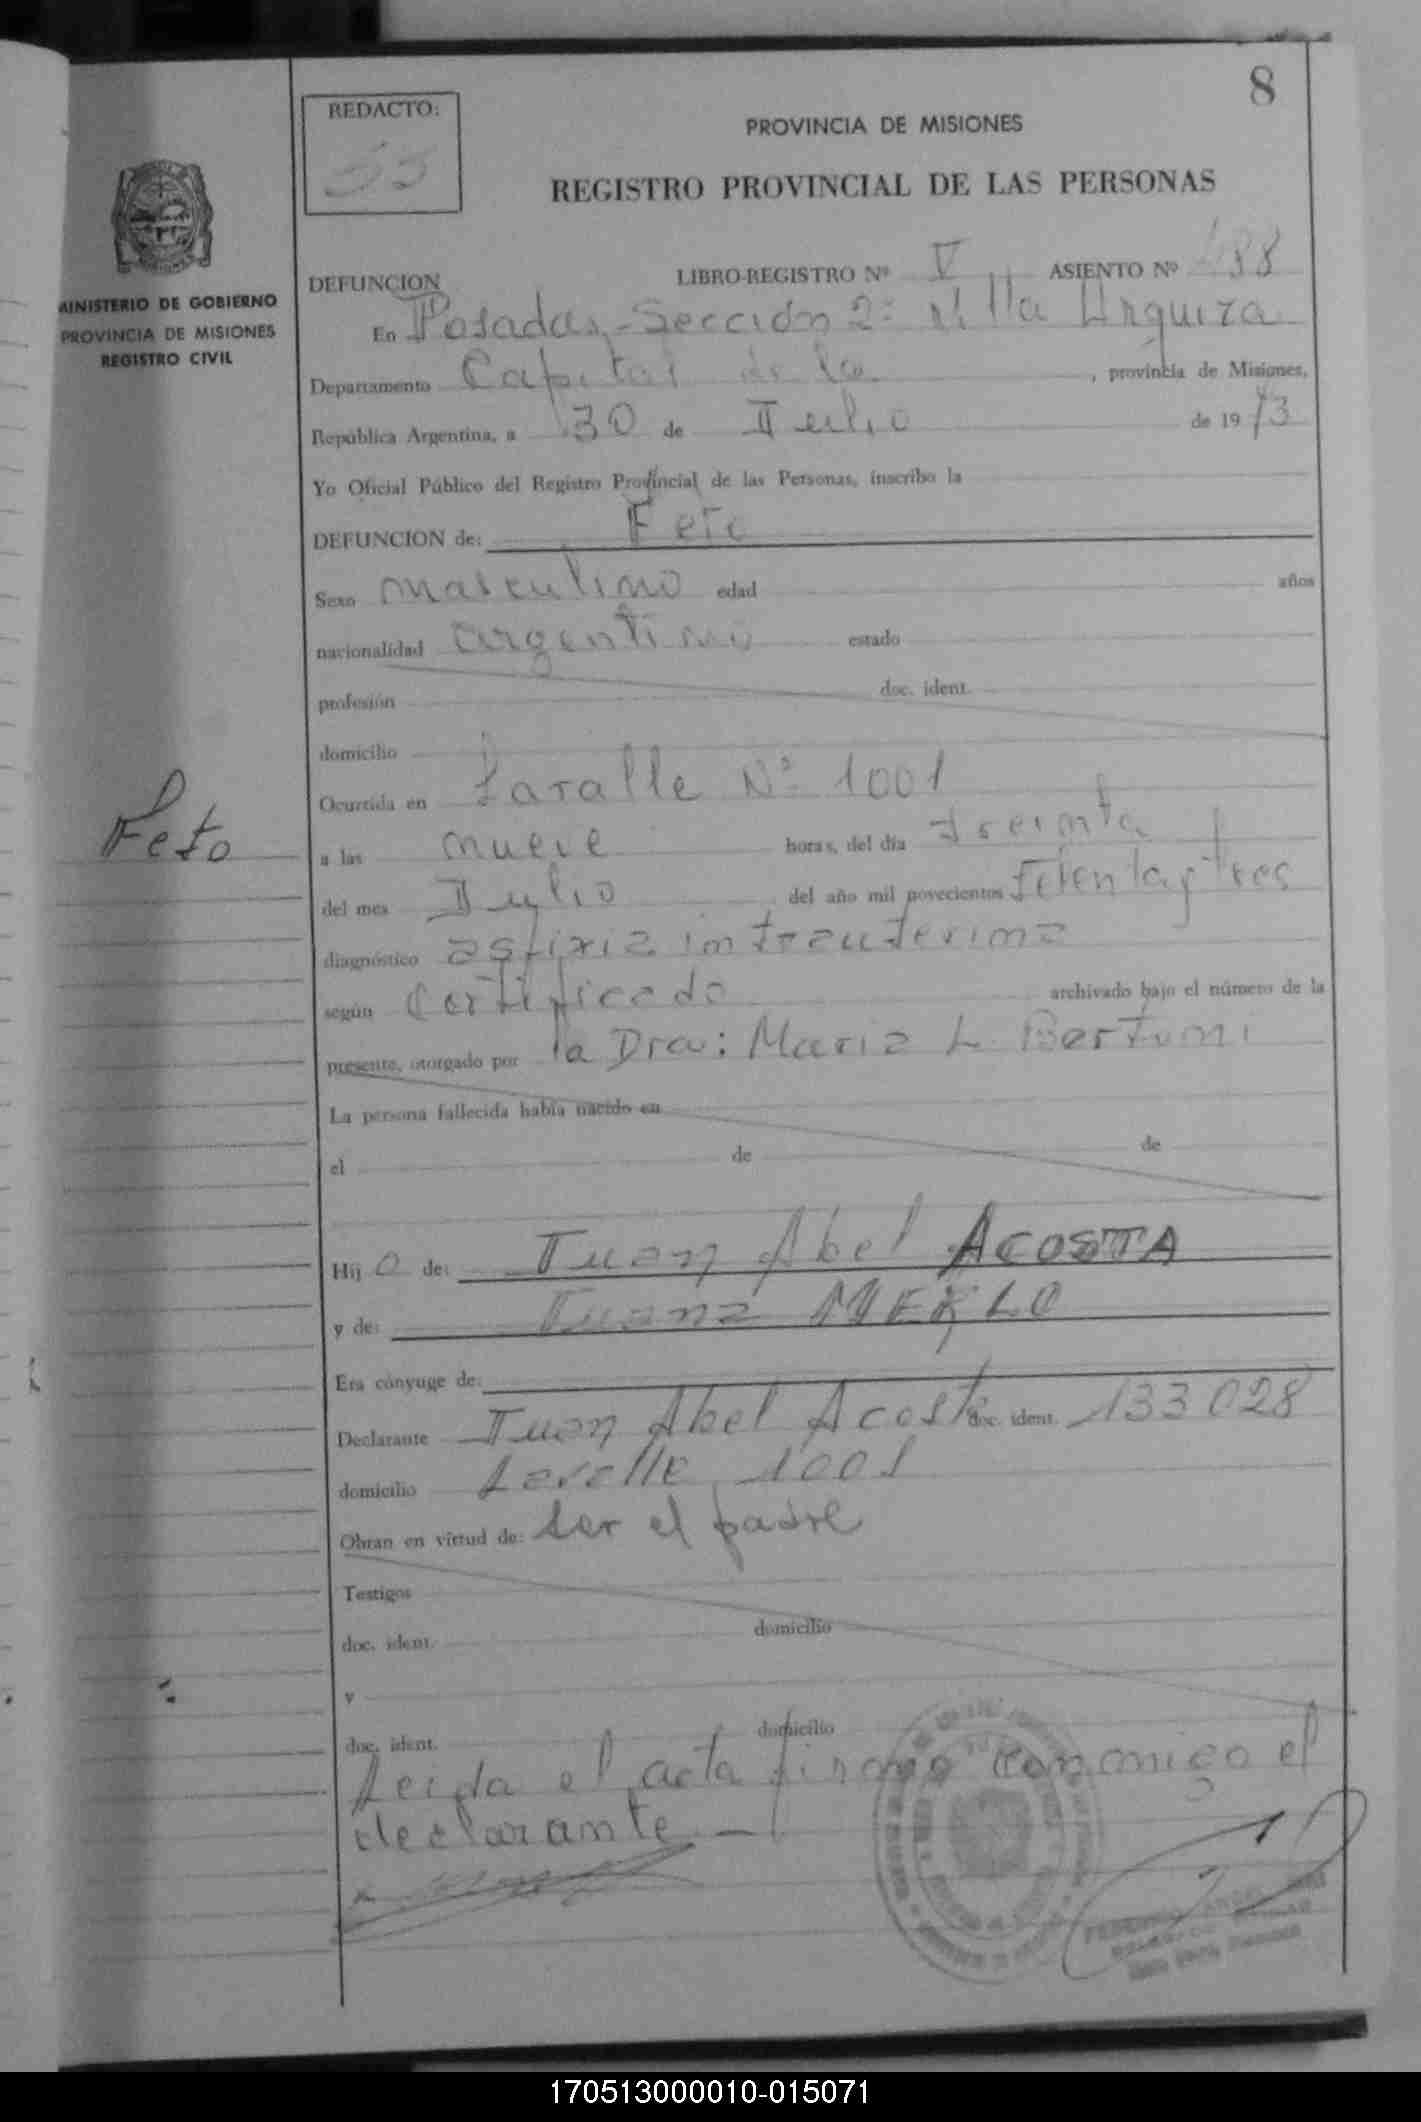 8
REDACTO:
PROVINCIA DE MISIONES
REGISTRO PROVINCIAL DE LAS PERSONAS
MINISTERIO DE GOBIERNO
PROVINCIA DE MISIONES
REGISTRO CIVIL
DEFUNCION LIBRO-REGISTRO Nº V ASIENTO Nº 488
En Posadas, Sección 2ª Villa Urquiza
Departamento Capital de la , provincia de Misiones,
República Argentina, a 30 de Julio de 1973
Yo Oficial Público del Registro Provincial de las Personas, inscribo la
DEFUNCION de: Feto
Sexo masculino edad años
nacionalidad argentino estado
profesión doc. ident.
domicilio
Ocurrida en Lavalle Nº 1001
Feto
a las nueve horas, del día treinta
del mes Julio del año mil novecientos setenta y tres
diagnóstico asfixia intrauterina
según Certificado archivado bajo el número de la
presente, otorgado por la Dra: Maria L. Bertoni
La persona fallecida había nacido en
el de de
Hijo de: Juan Abel ACOSTA
y de: Juana MERLO
Era cónyuge de:
Declarante Juan Abel Acosta doc. ident. 133028
domicilio Lavalle 1001
Obran en virtud de: ser el padre
Testigos
doc. ident. domicilio
y
doc. ident. domicilio
Leida el acta firma conmigo el
declarante
170513000010-015071